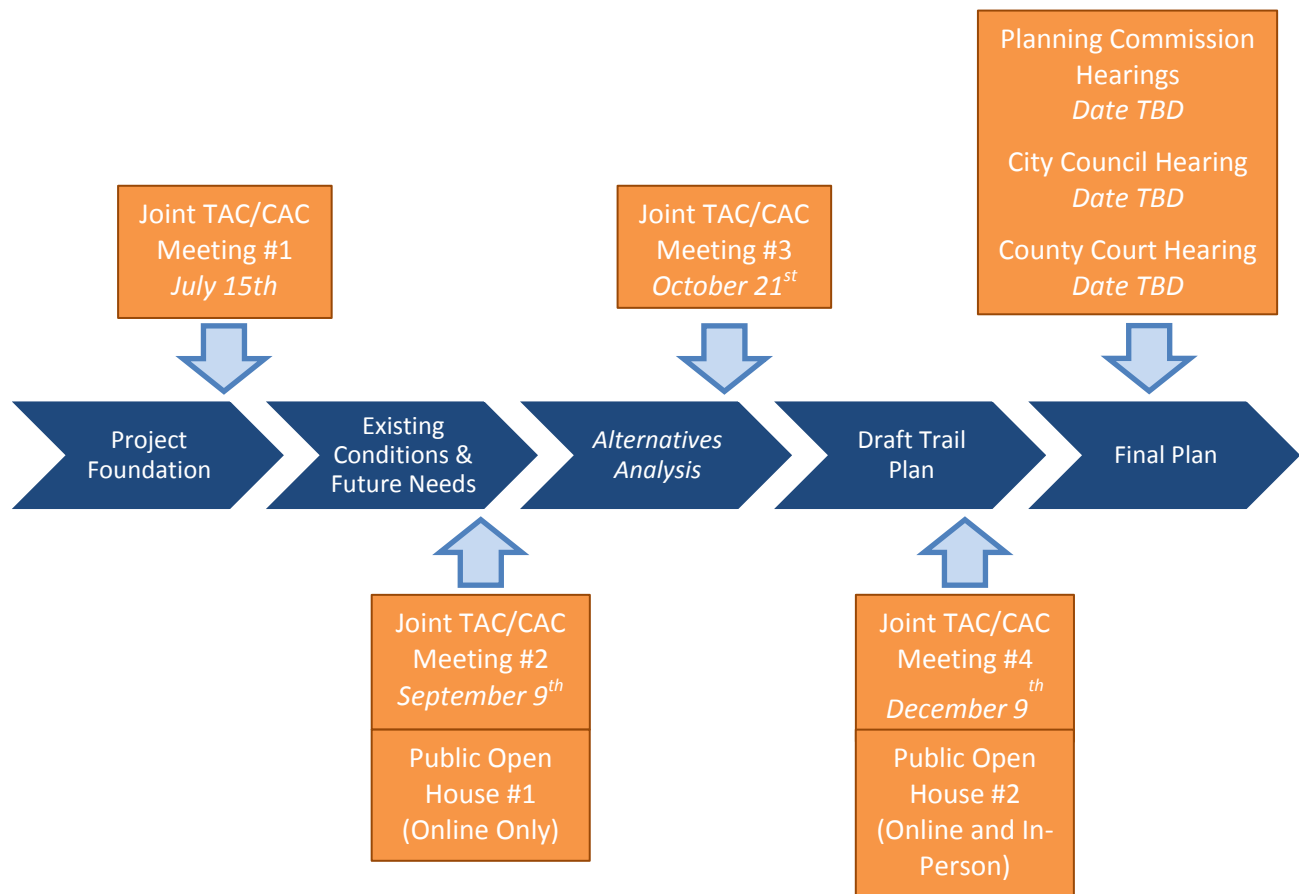 Planning Commission
Hearings
Date TBD
City Council Hearing
Date TBD
County Court Hearing
Date TBD
Joint TAC/CAC
Meeting #1
July 15th
Joint TAC/CAC
Meeting #3
October 21st
Project
Foundation
Existing
Conditions &
Future Needs
Alternatives
Analysis
Draft Trail
Plan
Final Plan
Joint TAC/CAC
Meeting #2
September 9th
Public Open
House #1
(Online Only)
Joint TAC/CAC
Meeting #4
December 9th
Public Open
House #2
(Online and In-
Person)